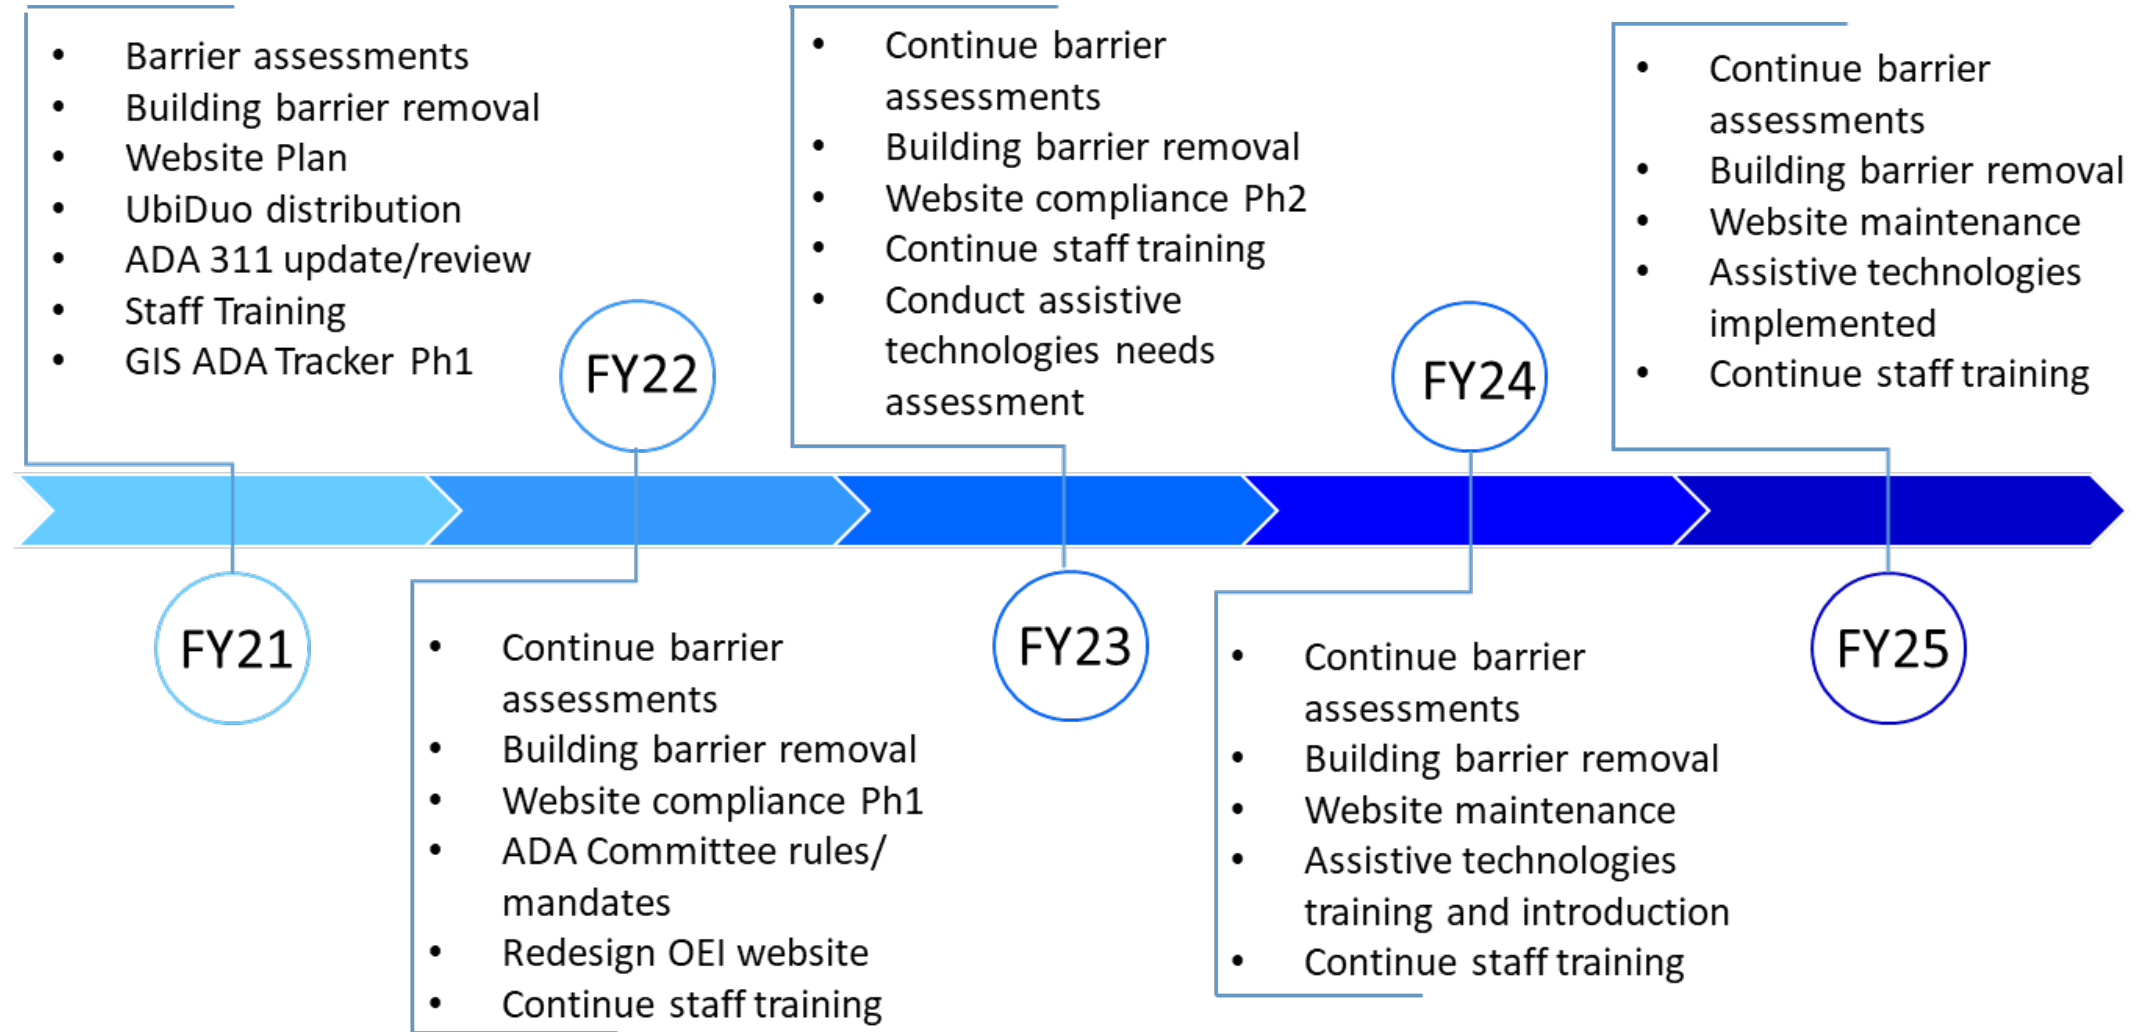 • Barrier assessments
• Building barrier removal
• Website Plan
• UbiDuo distribution
• ADA 311 update/review
• Staff Training
• GIS ADA Tracker Ph1
FY21
FY22
• Continue barrier
assessments
• Building barrier removal
• Website compliance Ph1
• ADA Committee rules/
mandates
• Redesign OEI website
• Continue staff training
• Continue barrier
assessments
• Building barrier removal
• Website compliance Ph2
• Continue staff training
• Conduct assistive
technologies needs
assessment
FY23
FY24
• Continue barrier
assessments
• Building barrier removal
• Website maintenance
• Assistive technologies
training and introduction
• Continue staff training
• Continue barrier
assessments
• Building barrier removal
• Website maintenance
• Assistive technologies
implemented
• Continue staff training
FY25